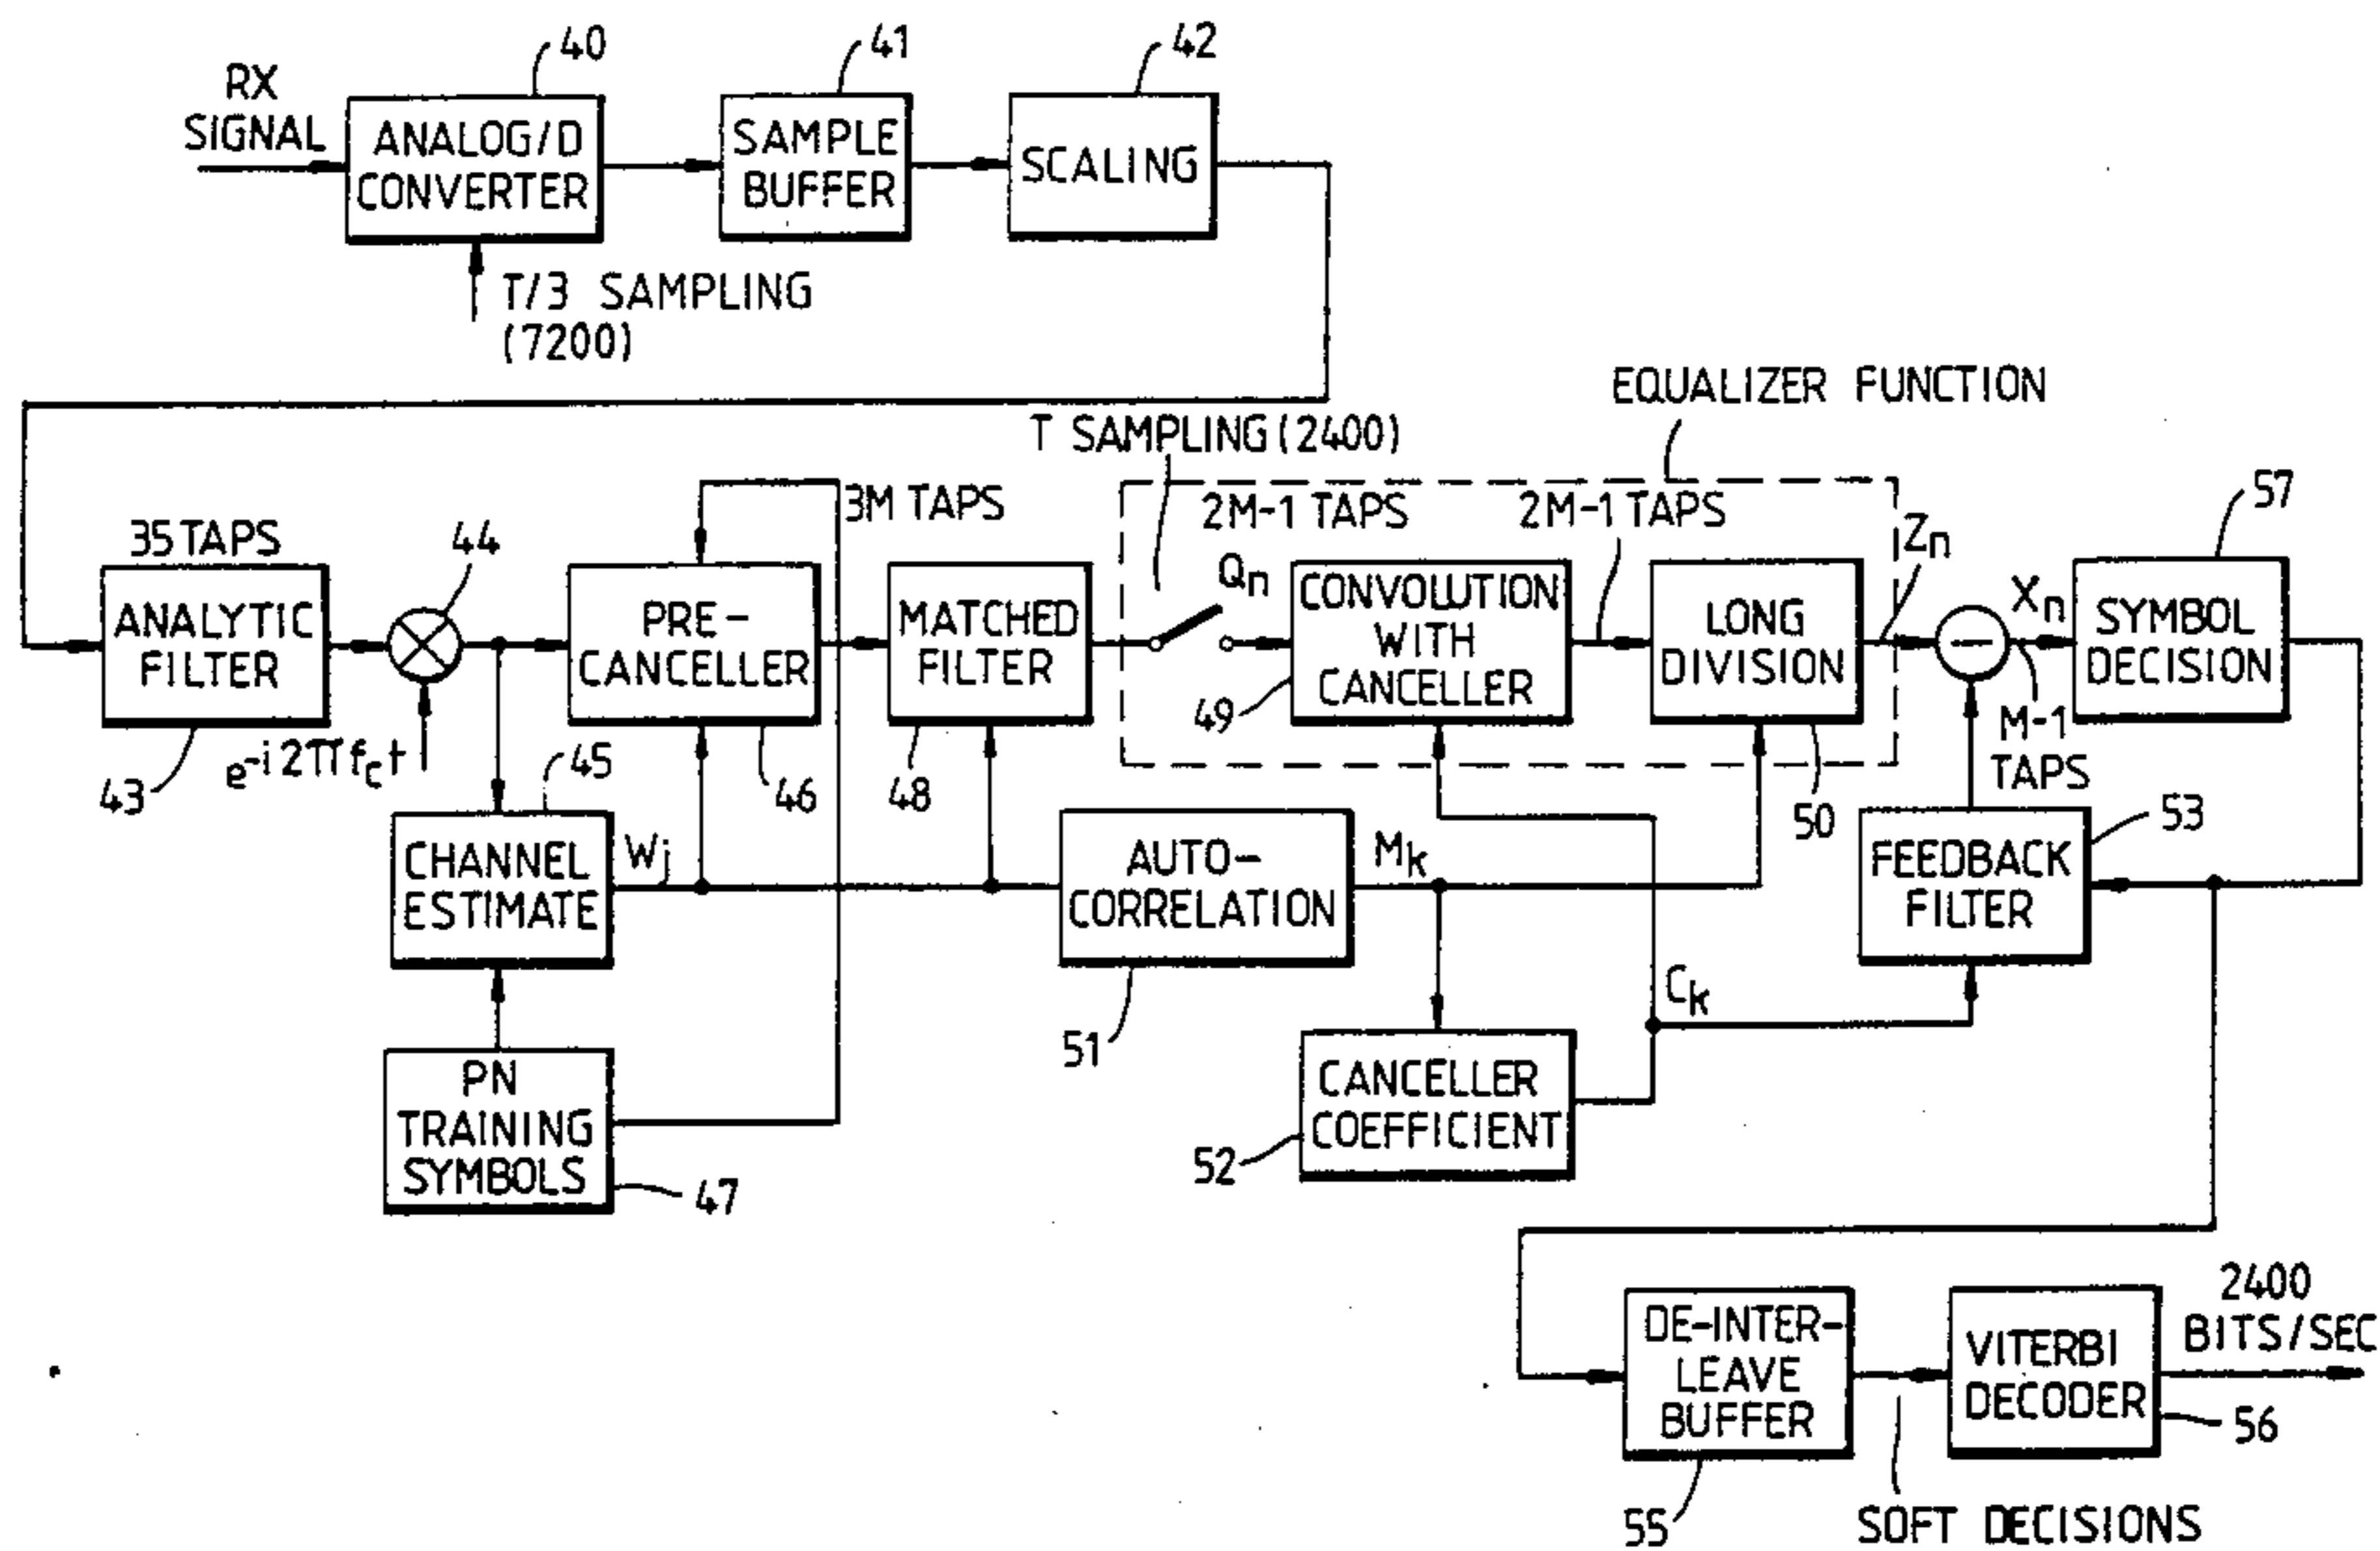 40
41
42
RX
SIGNAL
ANALOG/D
CONVERTER
SAMPLE
BUFFER
SCALING
T/3 SAMPLING
(7200)
EQUALIZER FUNCTION
T SAMPLING (2400)
35 TAPS
44
3M TAPS
2M-1 TAPS
2M-1 TAPS
57
ANALYTIC
FILTER
PRE-
CANCELLER
MATCHED
FILTER
Qn
CONVOLUTION
WITH
CANCELLER
LONG
DIVISION
Zn
Xn
SYMBOL
DECISION
43
e-i2πfct
45
46
48
49
50
M-1
TAPS
53
CHANNEL
ESTIMATE
Wj
AUTO-
CORRELATION
Mk
FEEDBACK
FILTER
51
Ck
PN
TRAINING
SYMBOLS
47
CANCELLER
COEFFICIENT
52
DE-INTER-
LEAVE
BUFFER
VITERBI
DECODER
2400
BITS/SEC
56
55
SOFT DECISIONS